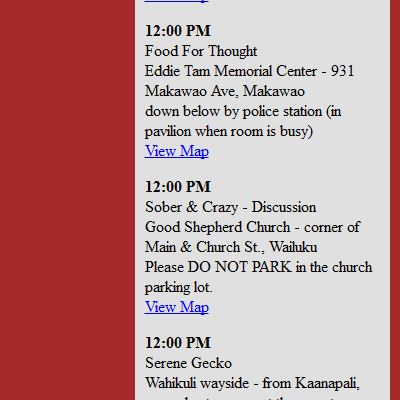 12:00 PM
Food For Thought
Eddie Tam Memorial Center - 931
Makawao Ave, Makawao
down below by police station (in
pavilion when room is busy)
View Map
12:00 PM
Sober & Crazy - Discussion
Good Shepherd Church - corner of
Main & Church St., Wailuku
Please DO NOT PARK in the church
parking lot.
View Map
12:00 PM
Serene Gecko
Wahikuli wayside - from Kaanapali,